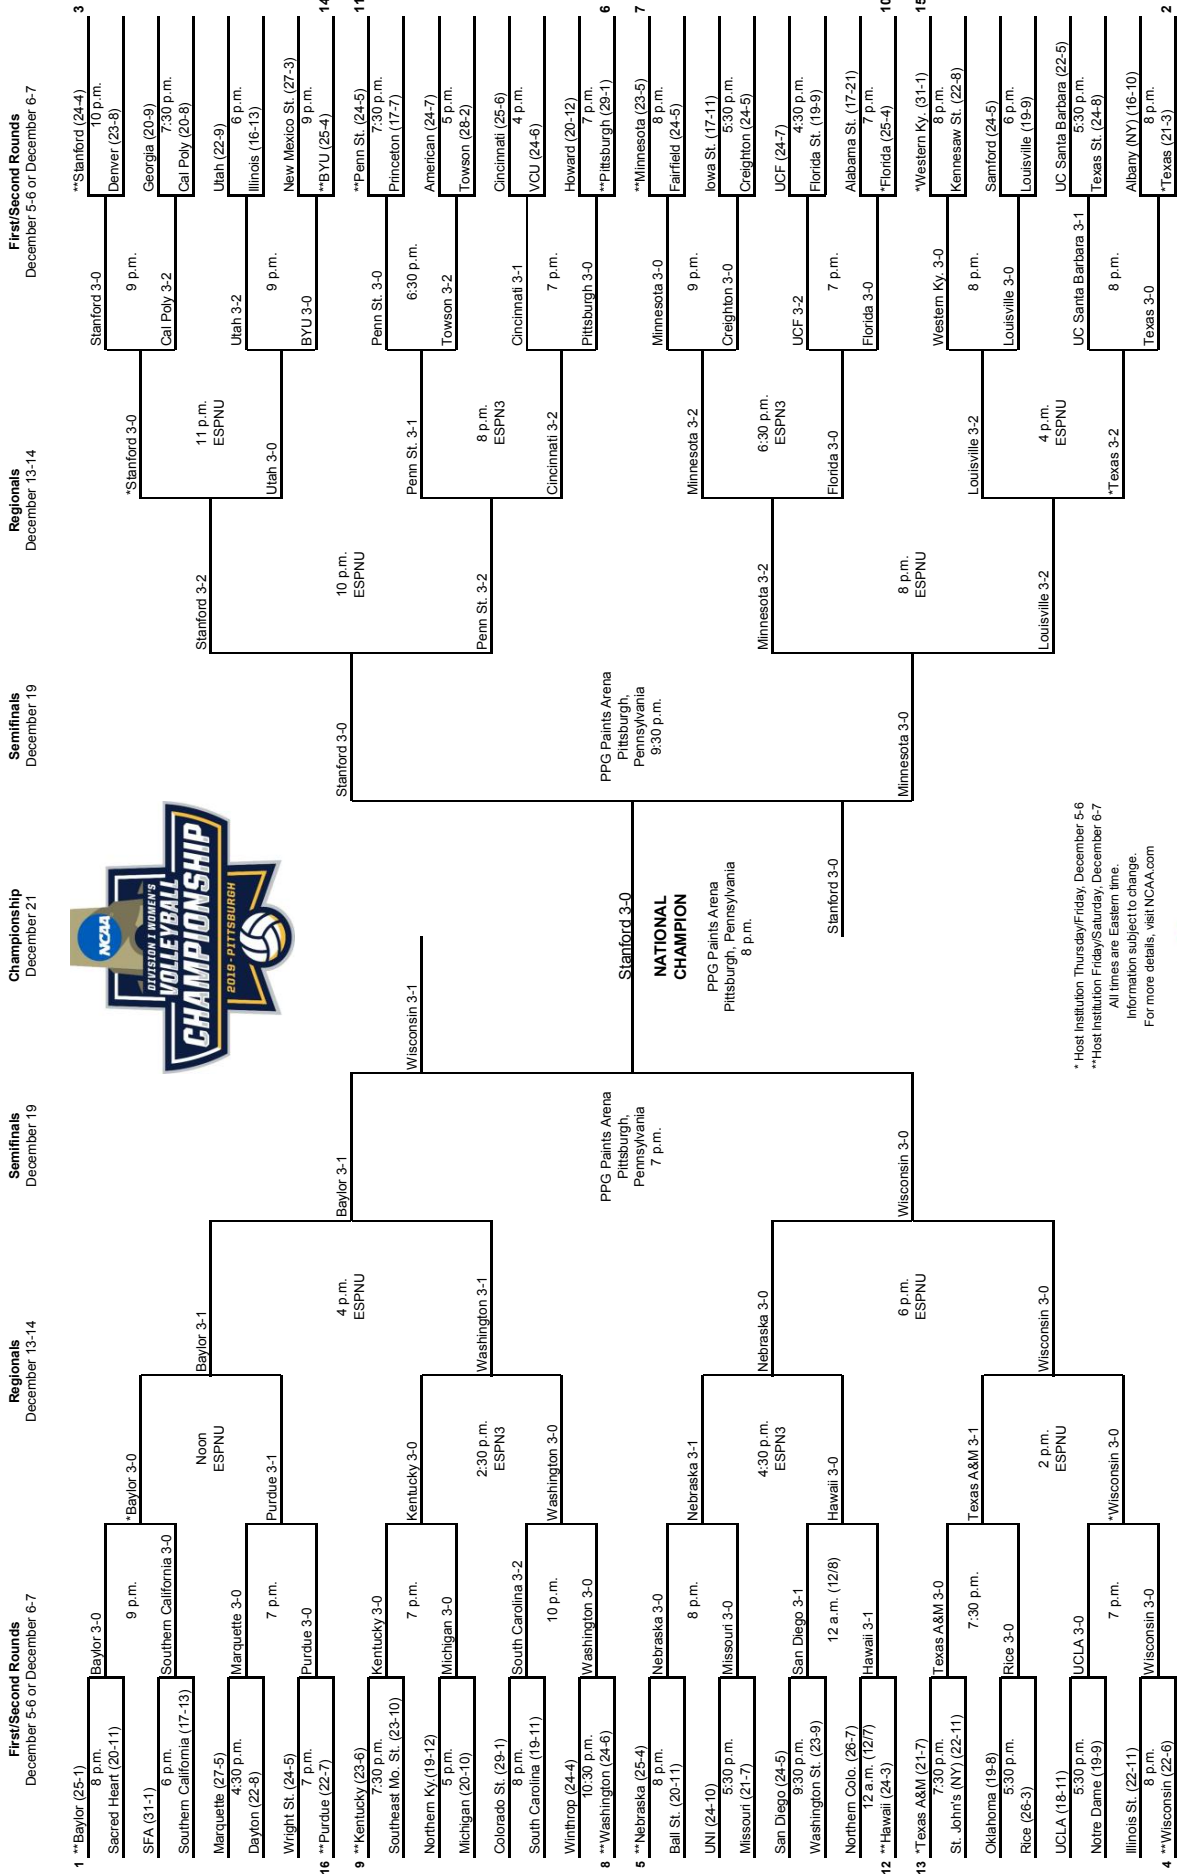 First/Second Rounds
December 5-6 or December 6-7
Regionals
December 13-14
Semifinals
December 19
Championship
December 21
Semifinals
December 19
Regionals
December 13-14
First/Second Rounds
December 5-6 or December 6-7
NCAA
DIVISION I WOMEN'S
VOLLEYBALL
CHAMPIONSHIP
2019 - PITTSBURGH
1 **Baylor (25-1)
8 p.m.
Sacred Heart (20-11)
SFA (31-1)
6 p.m.
Southern California (17-13)
Marquette (27-5)
4:30 p.m.
Dayton (22-8)
Wright St. (24-5)
7 p.m.
16 **Purdue (22-7)
9 **Kentucky (23-6)
7:30 p.m.
Southeast Mo. St. (23-10)
Northern Ky.(19-12)
5 p.m.
Michigan (20-10)
Colorado St. (29-1)
8 p.m.
South Carolina (19-11)
Winthrop (24-4)
10:30 p.m.
8 **Washington (24-6)
5 **Nebraska (25-4)
8 p.m.
Ball St. (20-11)
UNI (24-10)
5:30 p.m.
Missouri (21-7)
San Diego (24-5)
9:30 p.m.
Washington St. (23-9)
Northern Colo. (26-7)
12 a.m. (12/7)
12 **Hawaii (24-3)
13 *Texas A&M (21-7)
7:30 p.m.
St. John's (NY) (22-11)
Oklahoma (19-8)
5:30 p.m.
Rice (26-3)
UCLA (18-11)
5:30 p.m.
Notre Dame (19-9)
Illinois St. (22-11)
8 p.m.
4 **Wisconsin (22-6)
Baylor 3-0
9 p.m.
Southern California 3-0
Marquette 3-0
7 p.m.
Purdue 3-0
Kentucky 3-0
7 p.m.
Michigan 3-0
South Carolina 3-2
10 p.m.
Washington 3-0
Nebraska 3-0
8 p.m.
Missouri 3-0
San Diego 3-1
12 a.m. (12/8)
Hawaii 3-1
Texas A&M 3-0
7:30 p.m.
Rice 3-0
UCLA 3-0
7 p.m.
Wisconsin 3-0
*Baylor 3-0
Noon
ESPNU
Purdue 3-1
Kentucky 3-0
2:30 p.m.
ESPN3
Washington 3-0
Nebraska 3-1
4:30 p.m.
ESPN3
Hawaii 3-0
Texas A&M 3-1
2 p.m.
ESPNU
*Wisconsin 3-0
Baylor 3-1
4 p.m.
ESPNU
Washington 3-1
Nebraska 3-0
6 p.m.
ESPNU
Wisconsin 3-0
Baylor 3-1
PPG Paints Arena
Pittsburgh,
Pennsylvania
7 p.m.
Wisconsin 3-0
Wisconsin 3-1
Stanford 3-0
NATIONAL
CHAMPION
PPG Paints Arena
Pittsburgh, Pennsylvania
8 p.m.
Stanford 3-0
Stanford 3-0
PPG Paints Arena
Pittsburgh,
Pennsylvania
9:30 p.m.
Minnesota 3-0
Stanford 3-2
10 p.m.
ESPNU
Penn St. 3-2
Minnesota 3-2
8 p.m.
ESPNU
Louisville 3-2
*Stanford 3-0
11 p.m.
ESPNU
Utah 3-0
Penn St. 3-1
8 p.m.
ESPN3
Cincinnati 3-2
Minnesota 3-2
6:30 p.m.
ESPN3
Florida 3-0
Louisville 3-2
4 p.m.
ESPNU
*Texas 3-2
Stanford 3-0
9 p.m.
Cal Poly 3-2
Utah 3-2
9 p.m.
BYU 3-0
Penn St. 3-0
6:30 p.m.
Towson 3-2
Cincinnati 3-1
7 p.m.
Pittsburgh 3-0
Minnesota 3-0
9 p.m.
Creighton 3-0
UCF 3-2
7 p.m.
Florida 3-0
Western Ky. 3-0
8 p.m.
Louisville 3-0
UC Santa Barbara 3-1
8 p.m.
Texas 3-0
**Stanford (24-4) 3
10 p.m.
Denver (23-8)
Georgia (20-9)
7:30 p.m.
Cal Poly (20-8)
Utah (22-9)
6 p.m.
Illinois (16-13)
New Mexico St. (27-3)
9 p.m.
**BYU (25-4) 14
**Penn St. (24-5) 11
7:30 p.m.
Princeton (17-7)
American (24-7)
5 p.m.
Towson (28-2)
Cincinnati (25-6)
4 p.m.
VCU (24-6)
Howard (20-12)
7 p.m.
**Pittsburgh (29-1) 6
**Minnesota (23-5) 7
8 p.m.
Fairfield (24-5)
Iowa St. (17-11)
5:30 p.m.
Creighton (24-5)
UCF (24-7)
4:30 p.m.
Florida St. (19-9)
Alabama St. (17-21)
7 p.m.
*Florida (25-4) 10
*Western Ky. (31-1) 15
8 p.m.
Kennesaw St. (22-8)
Samford (24-5)
6 p.m.
Louisville (19-9)
UC Santa Barbara (22-5)
5:30 p.m.
Texas St. (24-8)
Albany (NY) (16-10)
8 p.m.
*Texas (21-3) 2
* Host Institution Thursday/Friday, December 5-6
**Host Institution Friday/Saturday, December 6-7
All times are Eastern time.
Information subject to change.
For more details, visit NCAA.com